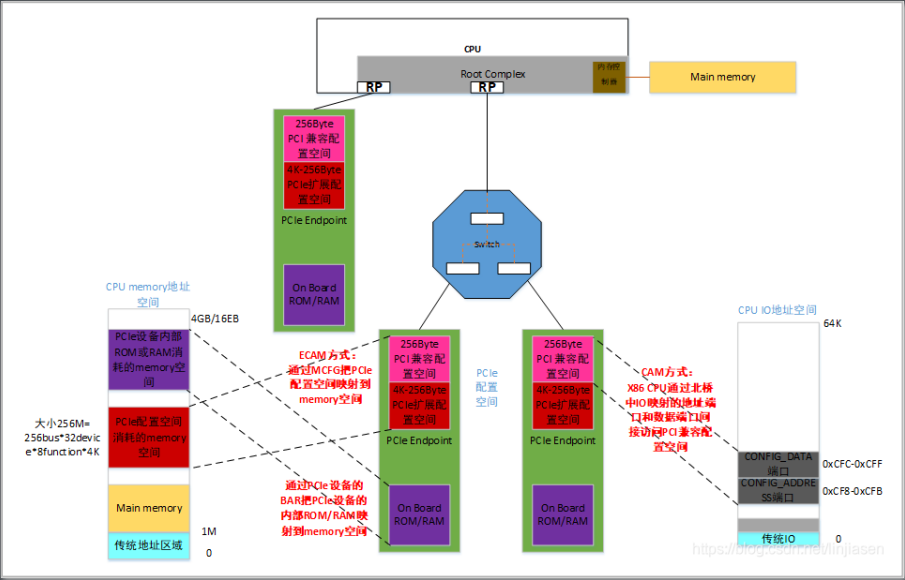 CPU
Root Complex
内存控
制器
Main memory
RP
RP
256Byte
PCI 兼容配
置空间
4K-256Byte
PCIe扩展配
置空间
PCIe Endpoint
On Board
ROM/RAM
Switch
CPU memory地址
空间
4GB/16EB
PCIe设备内部
ROM或RAM消
耗的memory空
间
大小256M=
256bus*32devic
e*8function*4K
PCIe配置空间
消耗的memory
空间
Main memory
1M
传统地址区域
0
ECAM方式：
通过MCFG把PCIe
配置空间映射到
memory空间
通过PCIe设备的
BAR把PCIe设备的
内部ROM/RAM映
射到memory空间
256Byte
PCI 兼容配
置空间
4K-256Byte
PCIe扩展配
置空间
PCIe Endpoint
On Board
ROM/RAM
PCIe
配置
空间
256Byte
PCI 兼容配
置空间
4K-256Byte
PCIe扩展配
置空间
PCIe Endpoint
On Board
ROM/RAM
CAM方式：
X86 CPU通过北桥
中IO映射的地址端
口和数据端口间
接访问PCI兼容配
置空间
CPU IO地址空间
64K
CONFIG_DATA
端口
0xCFC-0xCFF
CONFIG_ADDRE
SS端口
0xCF8-0xCFB
传统IO
0
https://blog.csdn.net/linjiasen